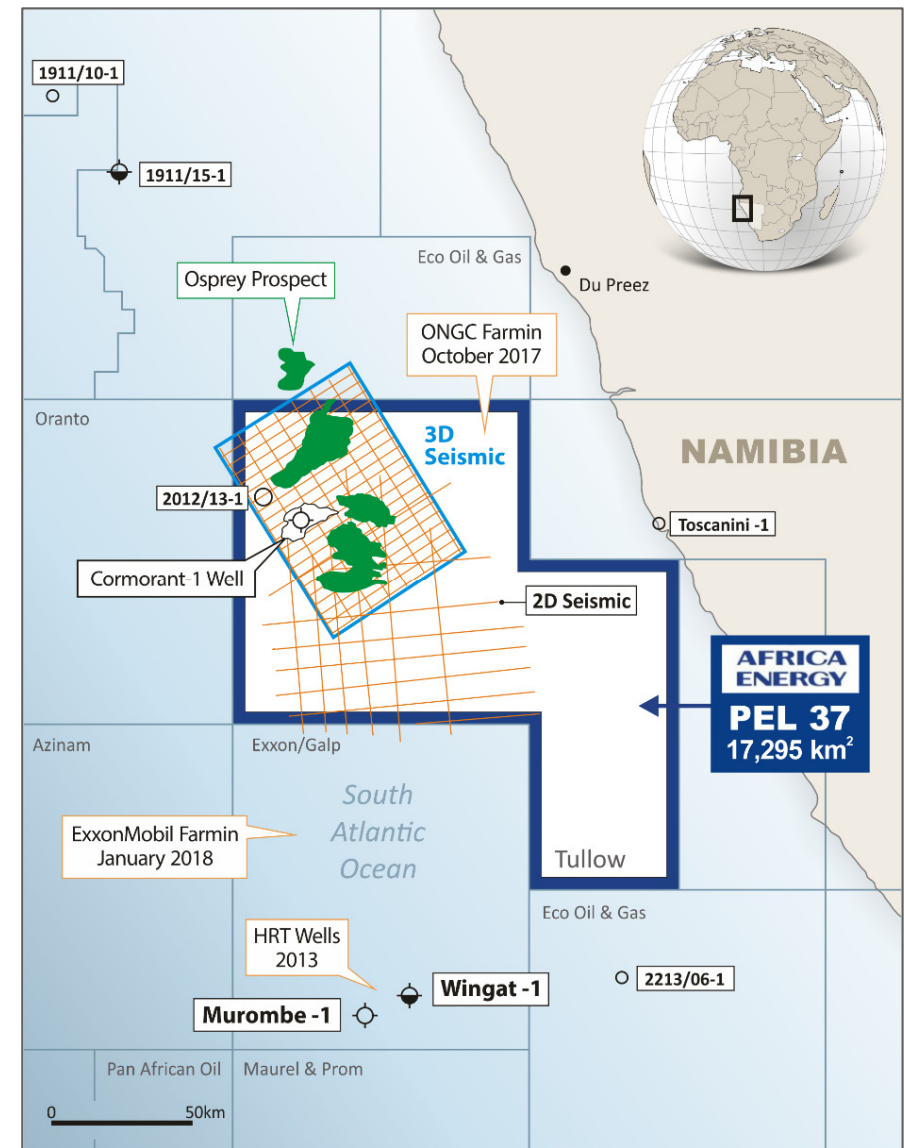 1911/10-1
1911/15-1
Eco Oil & Gas
Du Preez
Osprey Prospect
ONGC Farmin
October 2017
Oranto
3D
Seismic
NAMIBIA
2012/13-1
Toscanini -1
Cormorant-1 Well
2D Seismic
AFRICA
ENERGY
PEL 37
17,295 km²
Azinam
Exxon/Galp
South
Atlantic
Ocean
ExxonMobil Farmin
January 2018
Tullow
Eco Oil & Gas
HRT Wells
2013
2213/06-1
Wingat -1
Murombe -1
Pan African Oil
Maurel & Prom
0 50km